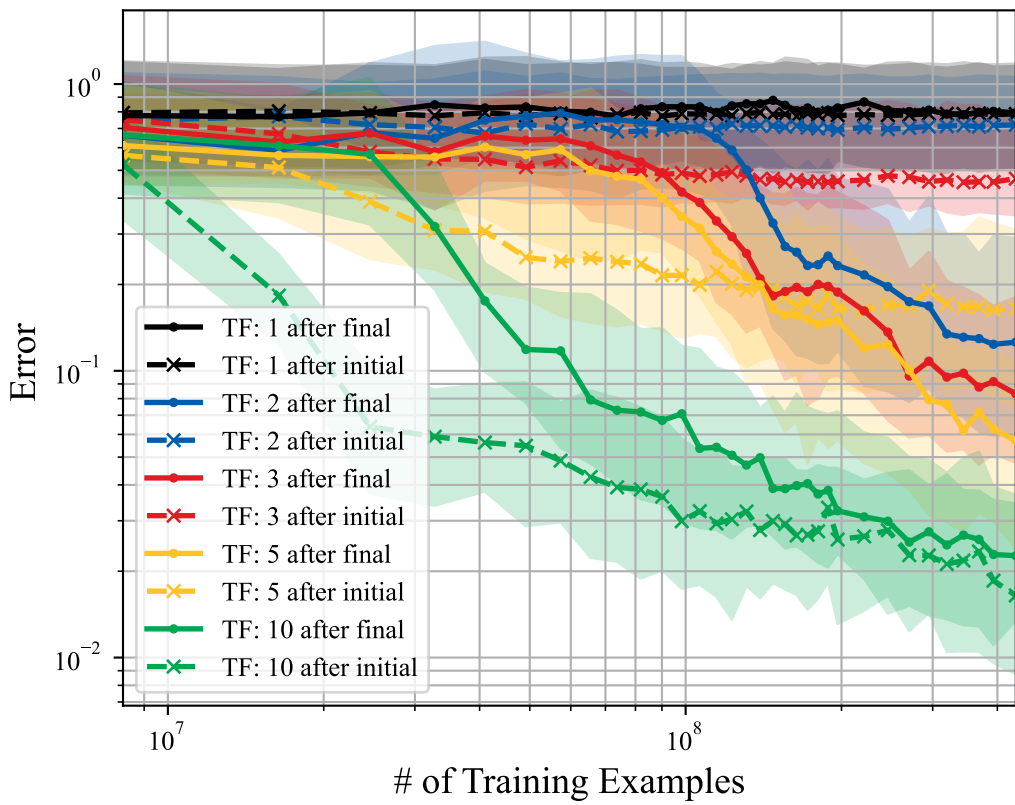 10⁰
10⁻¹
10⁻²
Error
TF: 1 after final
TF: 1 after initial
TF: 2 after final
TF: 2 after initial
TF: 3 after final
TF: 3 after initial
TF: 5 after final
TF: 5 after initial
TF: 10 after final
TF: 10 after initial
10⁷
10⁸
# of Training Examples